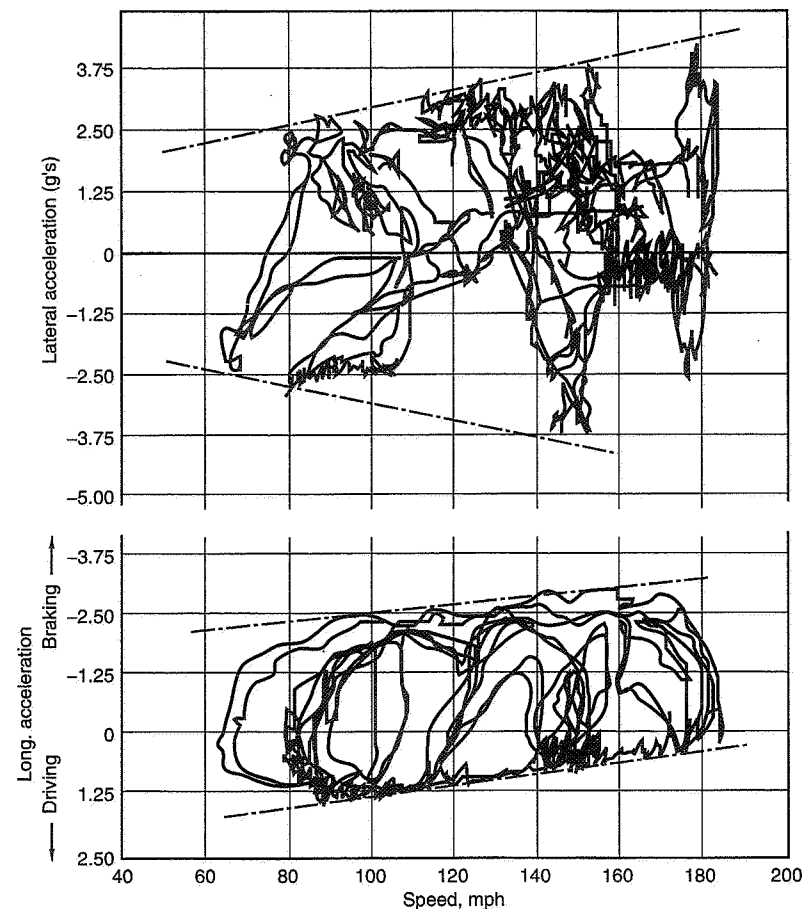 3.75
2.50
1.25
0
−1.25
−2.50
−3.75
−5.00
Lateral acceleration (g's)
−3.75
−2.50
−1.25
0
1.25
2.50
Long. acceleration
Driving
Braking
40 60 80 100 120 140 160 180 200
Speed, mph